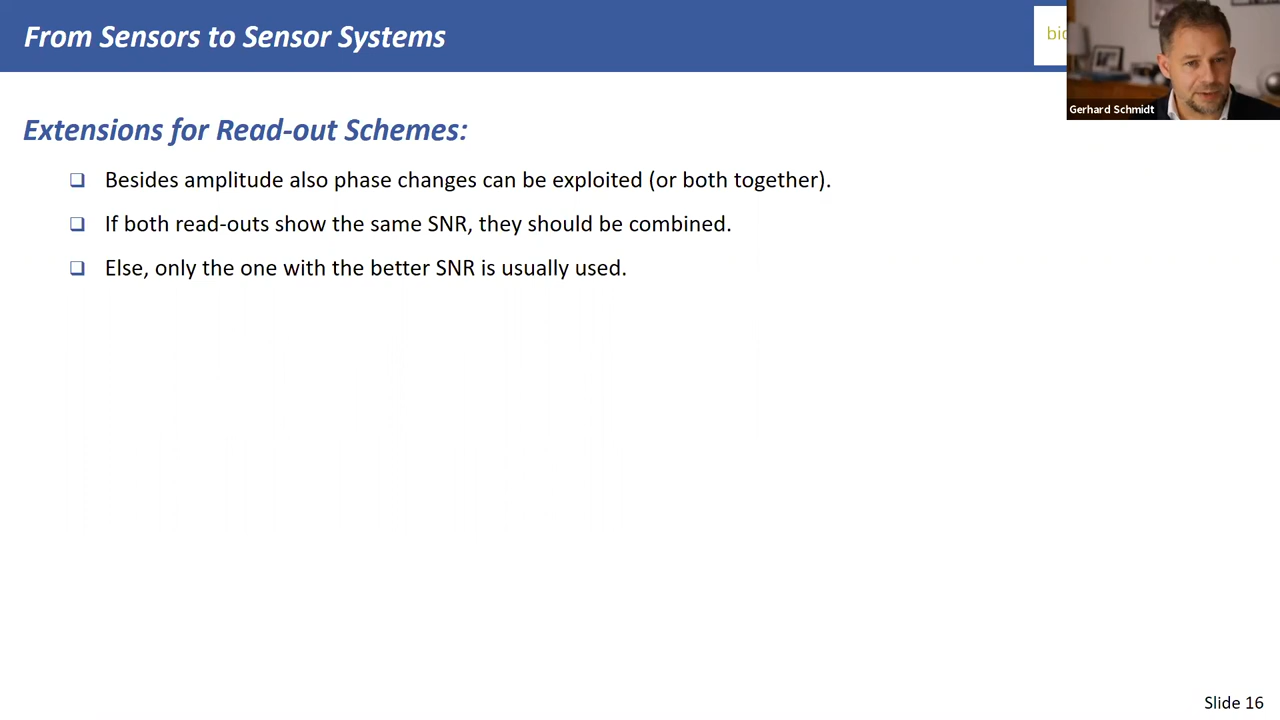 From Sensors to Sensor Systems
Gerhard Schmidt
Extensions for Read-out Schemes:
❑ Besides amplitude also phase changes can be exploited (or both together).
❑ If both read-outs show the same SNR, they should be combined.
❑ Else, only the one with the better SNR is usually used.
Slide 16